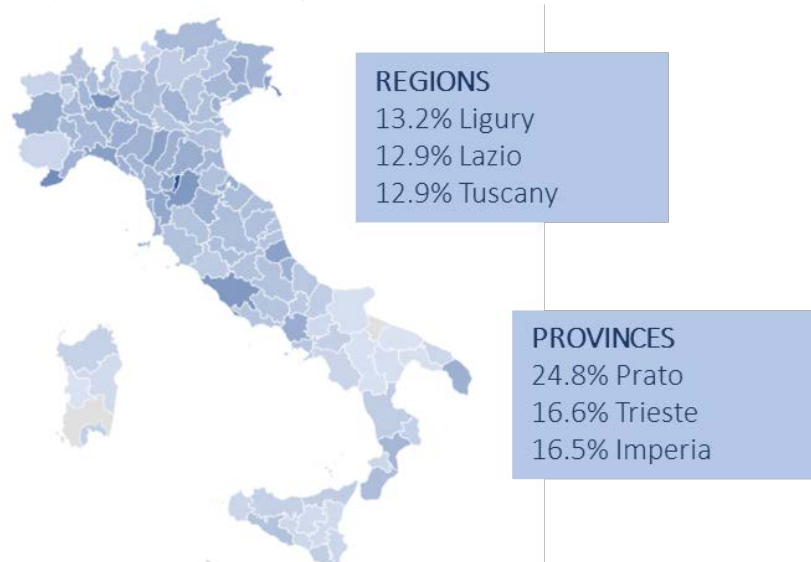 REGIONS
13.2% Ligury
12.9% Lazio
12.9% Tuscany
PROVINCES
24.8% Prato
16.6% Trieste
16.5% Imperia